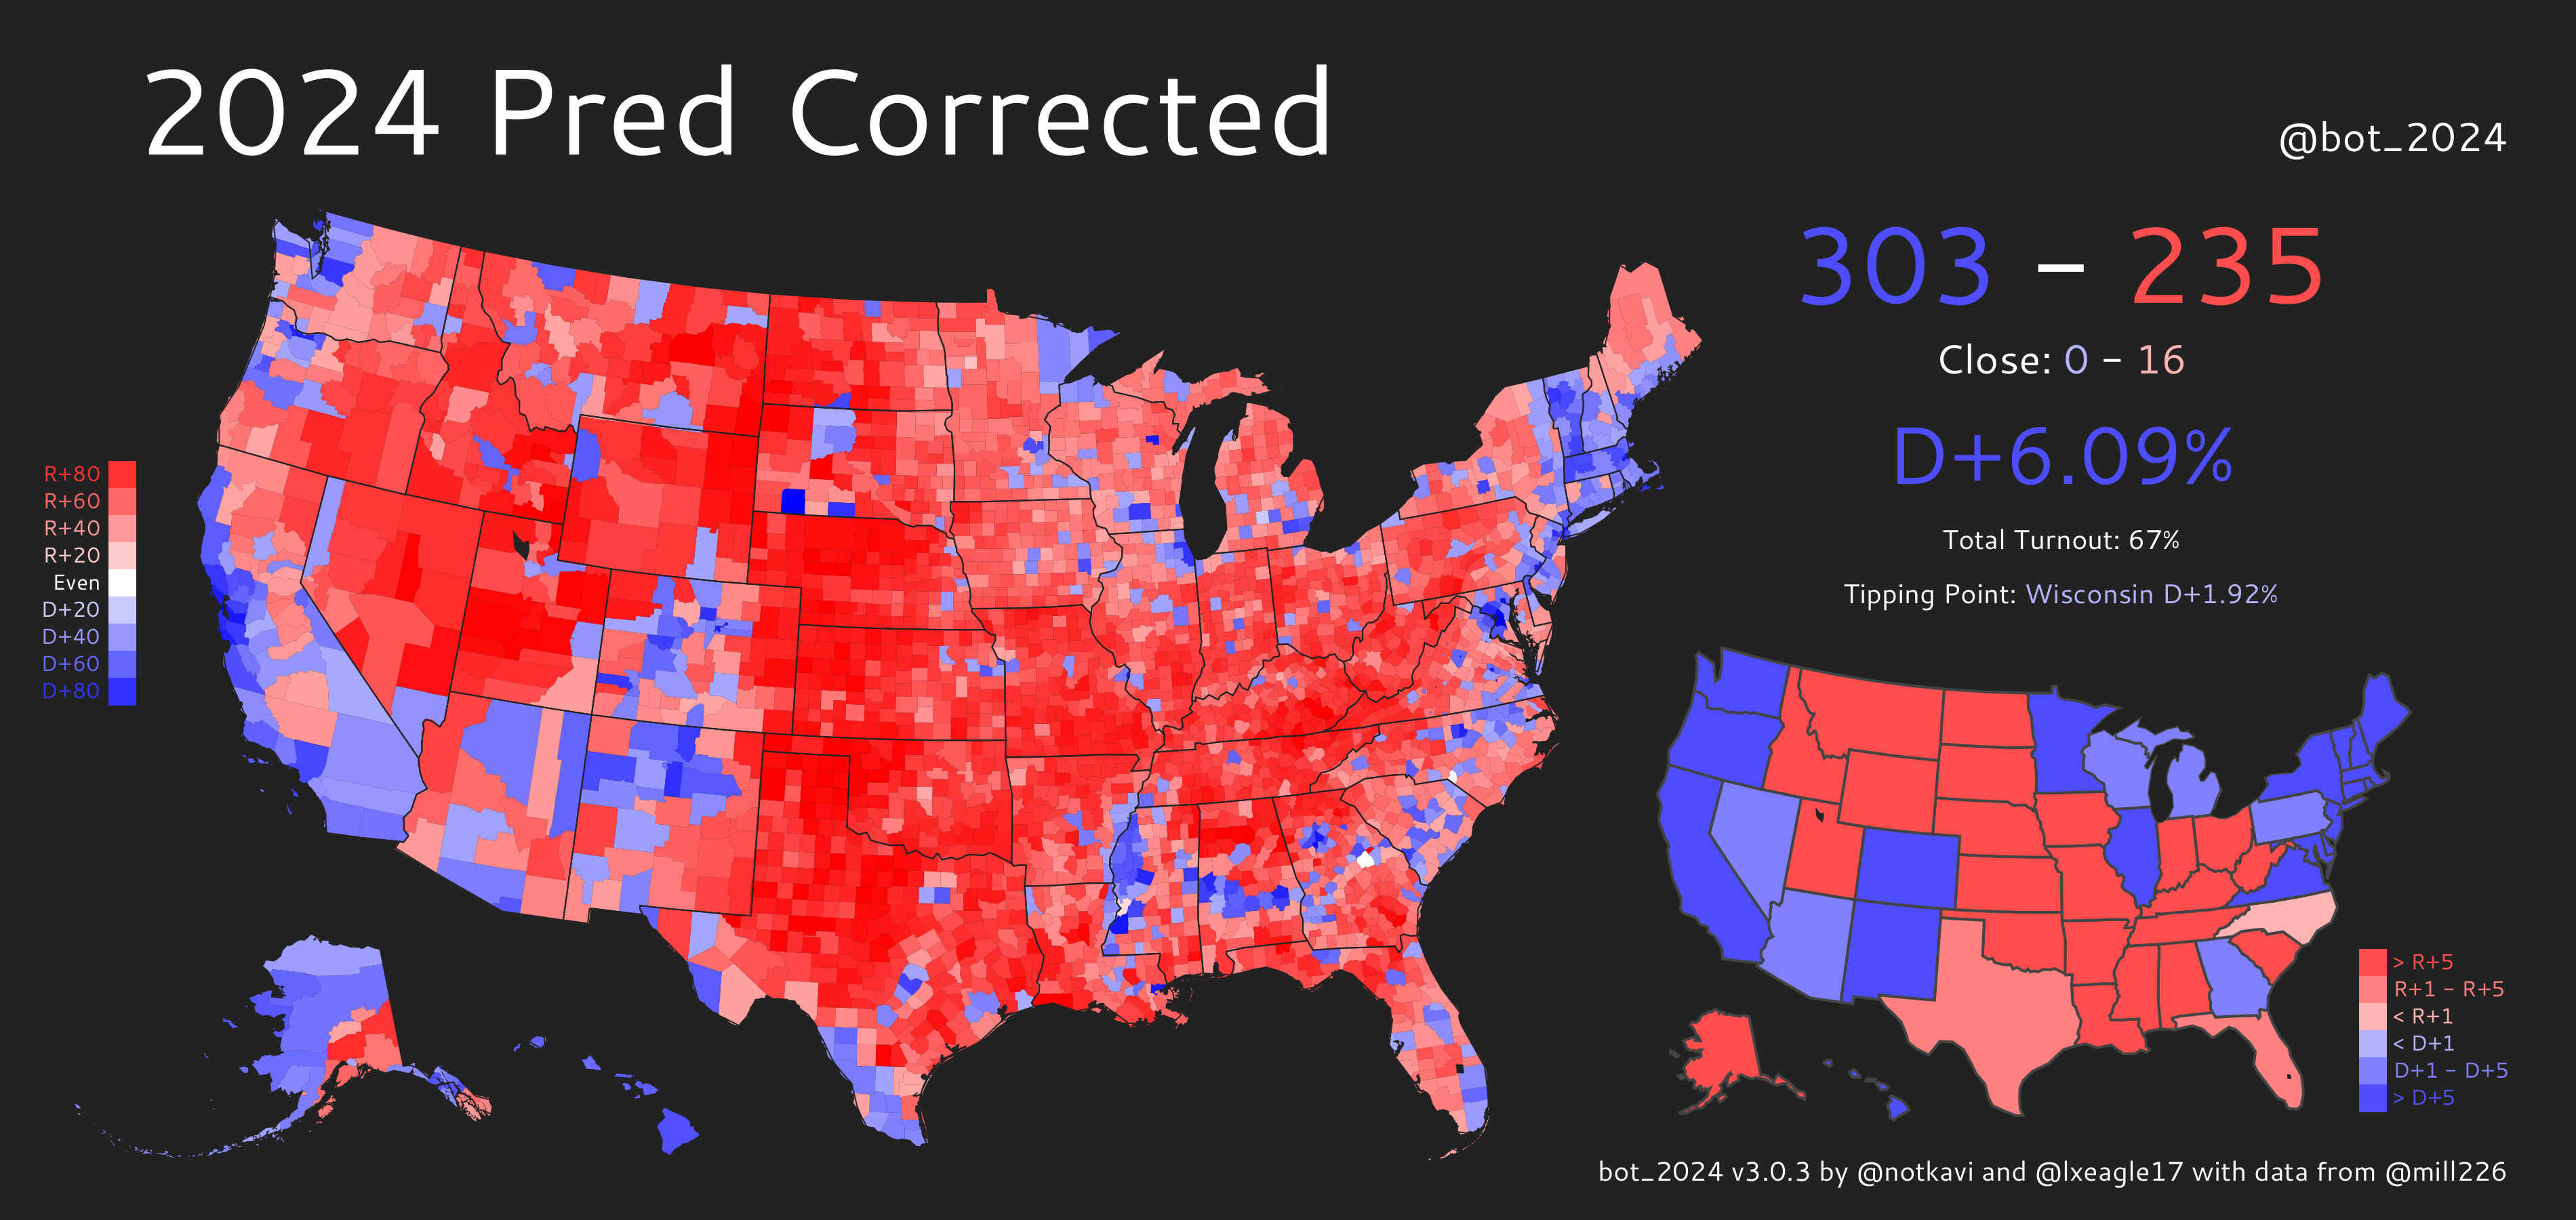 2024 Pred Corrected
@bot_2024
303 - 235
Close: 0 - 16
D+6.09%
Total Turnout: 67%
Tipping Point: Wisconsin D+1.92%
R+80
R+60
R+40
R+20
Even
D+20
D+40
D+60
D+80
> R+5
R+1 - R+5
< R+1
< D+1
D+1 - D+5
> D+5
bot_2024 v3.0.3 by @notkavi and @lxeagle17 with data from @mill226